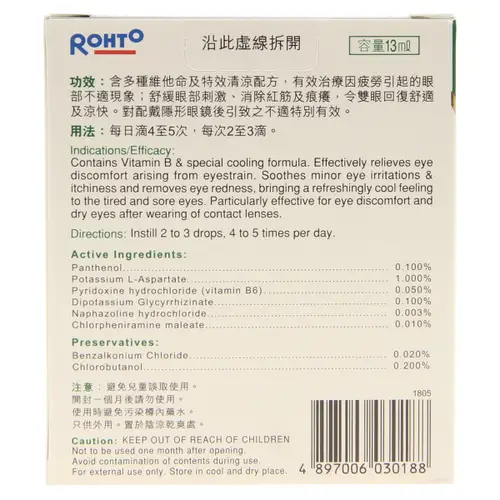 ROHTO
沿此虛線拆開
容量13ml
功效：含多種維他命及特效清涼配方，有效治療因疲勞引起的眼
部不適現象；舒緩眼部刺激、消除紅筋及痕癢，令雙眼回復舒適
及涼快。對配戴隱形眼鏡後引致之不適特別有效。
用法：每日滴4至5次，每次2至3滴。
Indications/Efficacy:
Contains Vitamin B & special cooling formula. Effectively relieves eye
discomfort arising from eyestrain. Soothes minor eye irritations &
itchiness and removes eye redness, bringing a refreshingly cool feeling
to the tired and sore eyes. Particularly effective for eye discomfort and
dry eyes after wearing of contact lenses.
Directions: Instill 2 to 3 drops, 4 to 5 times per day.
Active Ingredients:
Panthenol 0.100%
Potassium L-Aspartate 1.000%
Pyridoxine hydrochloride (vitamin B6) 0.050%
Dipotassium Glycyrrhizinate 0.100%
Naphazoline hydrochloride 0.003%
Chlorpheniramine maleate 0.010%
Preservatives:
Benzalkonium Chloride 0.020%
Chlorobutanol 0.200%
注意：避免兒童誤取使用。
開封一個月後請勿使用。
使用時避免污染樽內藥水。
只供外用。置於陰涼乾爽處。
1805
Caution: KEEP OUT OF REACH OF CHILDREN
Not to be used one month after opening.
Avoid contamination of contents during use.
For external use only. Store in cool and dry place.
4 897006 030188